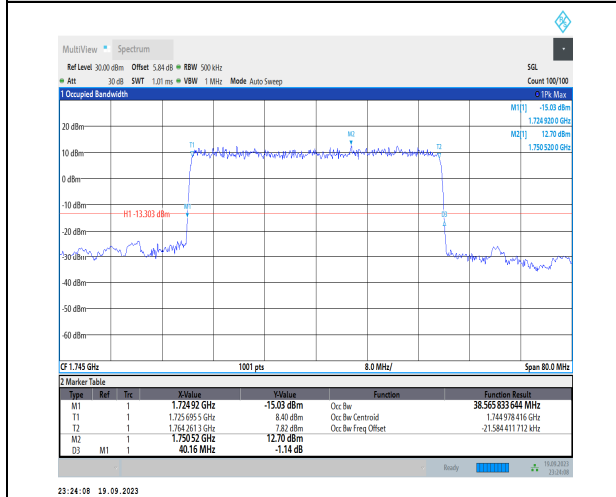 R S
MultiView Spectrum
Ref Level 30.00 dBm Offset 5.84 dB RBW 500 kHz SGL
Att 30 dB SWT 1.01 ms VBW 1 MHz Mode Auto Sweep Count 100/100
1 Occupied Bandwidth 1Pk Max
M1[1] -15.03 dBm
1.724 920 0 GHz
M2[1] 12.70 dBm
1.750 520 0 GHz
20 dBm
T1 M2 T2
10 dBm
0 dBm
-10 dBm
H1 -13.303 dBm M1 D3
-20 dBm
-30 dBm
-40 dBm
-50 dBm
-60 dBm
CF 1.745 GHz 1001 pts 8.0 MHz/ Span 80.0 MHz
2 Marker Table
Type Ref Trc X-Value Y-Value Function Function Result
M1 1 1.724 92 GHz -15.03 dBm Occ Bw 38.565 833 644 MHz
T1 1 1.725 695 5 GHz 8.40 dBm Occ Bw Centroid 1.744 978 416 GHz
T2 1 1.764 261 3 GHz 7.82 dBm Occ Bw Freq Offset -21.584 411 712 kHz
M2 1 1.750 52 GHz 12.70 dBm
D3 M1 1 40.16 MHz -1.14 dB
Ready 19.09.2023
23:24:08
23:24:08 19.09.2023